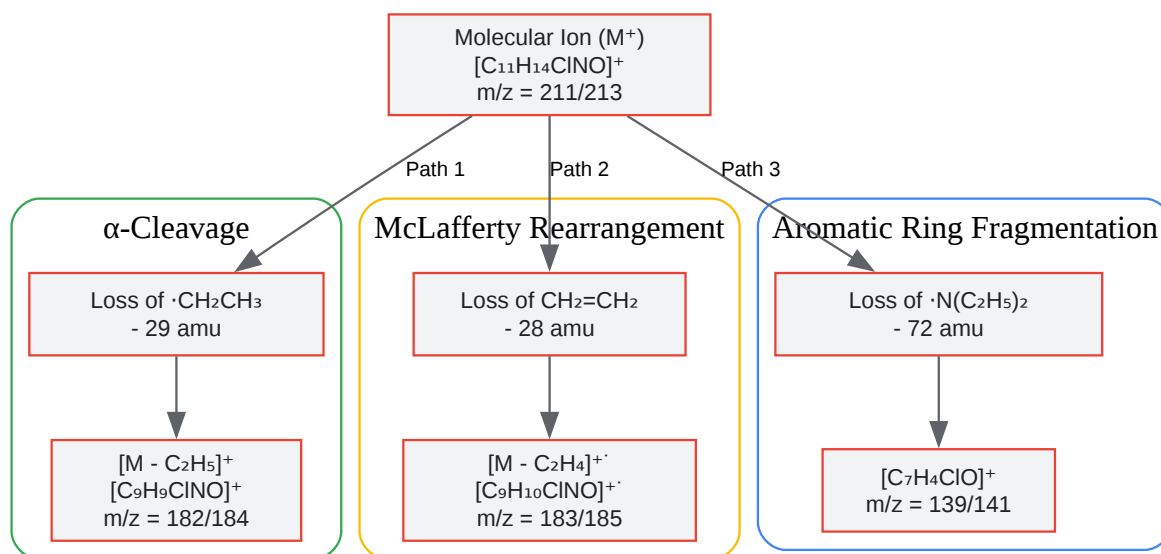 Molecular Ion (M⁺)
[C₁₁H₁₄ClNO]⁺
m/z = 211/213
Path 1
Path 2
Path 3
α-Cleavage
McLafferty Rearrangement
Aromatic Ring Fragmentation
Loss of ·CH₂CH₃
- 29 amu
Loss of CH₂=CH₂
- 28 amu
Loss of ·N(C₂H₅)₂
- 72 amu
[M - C₂H₅]⁺
[C₉H₉ClNO]⁺
m/z = 182/184
[M - C₂H₄]⁺˙
[C₉H₁₀ClNO]⁺˙
m/z = 183/185
[C₇H₄ClO]⁺
m/z = 139/141